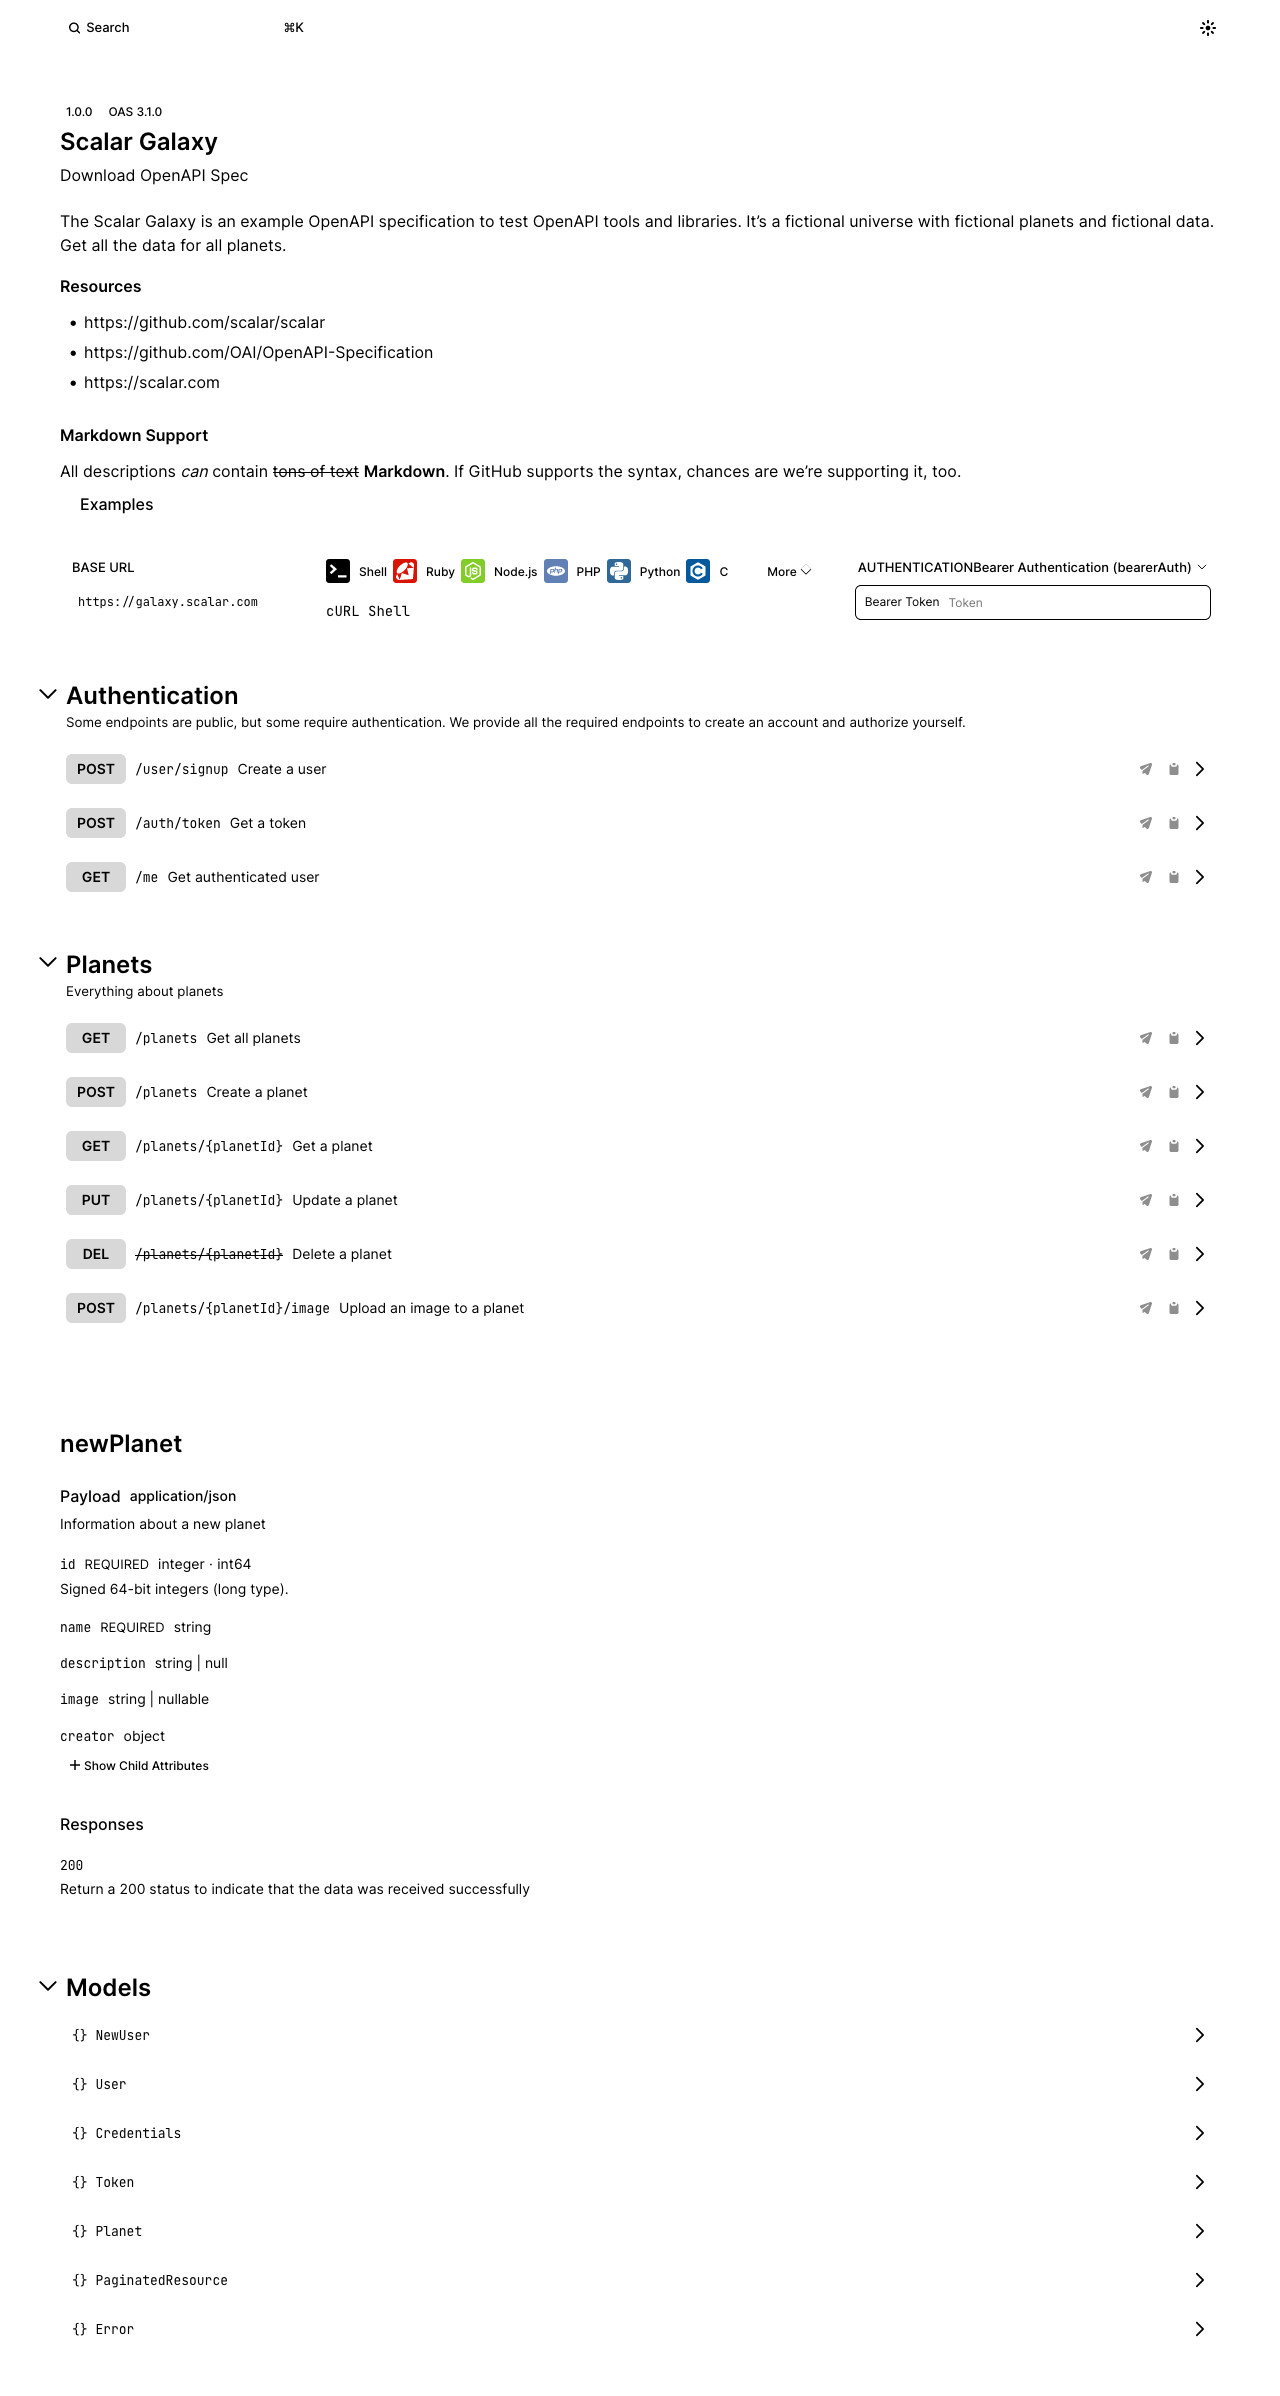 Search ⌘K
1.0.0 OAS 3.1.0
Scalar Galaxy
Download OpenAPI Spec
The Scalar Galaxy is an example OpenAPI specification to test OpenAPI tools and libraries. It’s a fictional universe with fictional planets and fictional data.
Get all the data for all planets.
Resources
• https://github.com/scalar/scalar
• https://github.com/OAI/OpenAPI-Specification
• https://scalar.com
Markdown Support
All descriptions can contain tons of text Markdown. If GitHub supports the syntax, chances are we’re supporting it, too.
Examples
BASE URL
https://galaxy.scalar.com
Shell Ruby Node.js PHP Python C More
cURL Shell
AUTHENTICATIONBearer Authentication (bearerAuth)
Bearer Token Token
Authentication
Some endpoints are public, but some require authentication. We provide all the required endpoints to create an account and authorize yourself.
POST /user/signup Create a user
POST /auth/token Get a token
GET /me Get authenticated user
Planets
Everything about planets
GET /planets Get all planets
POST /planets Create a planet
GET /planets/{planetId} Get a planet
PUT /planets/{planetId} Update a planet
DEL /planets/{planetId} Delete a planet
POST /planets/{planetId}/image Upload an image to a planet
newPlanet
Payload application/json
Information about a new planet
id REQUIRED integer · int64
Signed 64-bit integers (long type).
name REQUIRED string
description string | null
image string | nullable
creator object
+ Show Child Attributes
Responses
200
Return a 200 status to indicate that the data was received successfully
Models
{} NewUser
{} User
{} Credentials
{} Token
{} Planet
{} PaginatedResource
{} Error